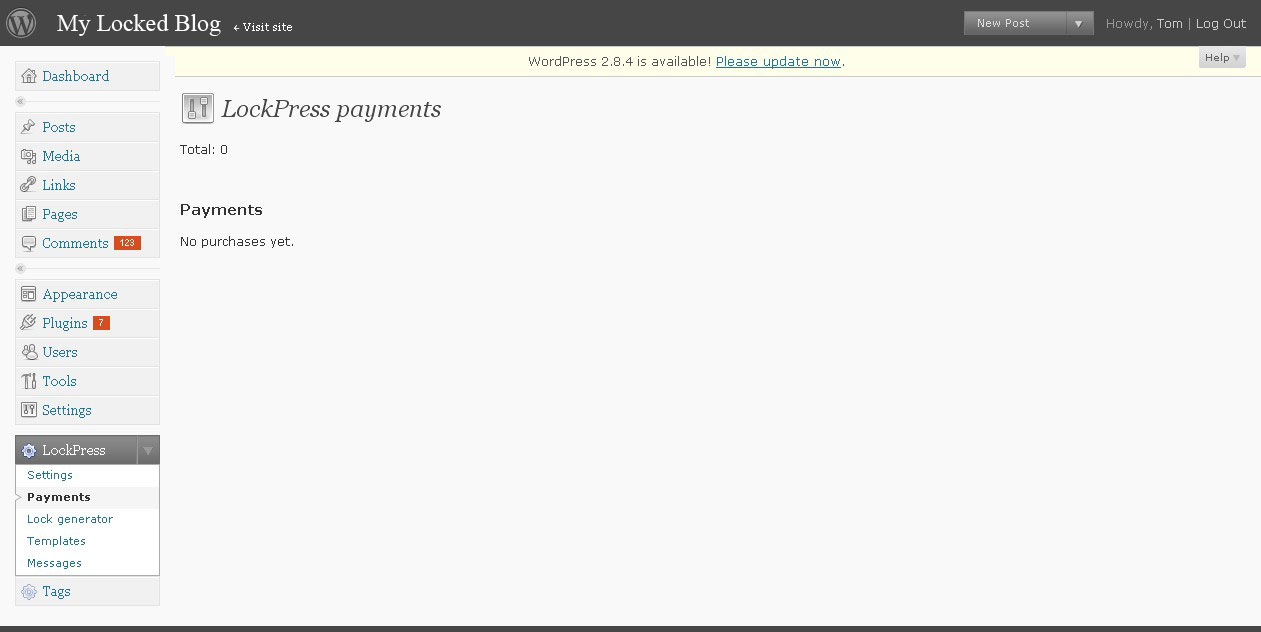 My Locked Blog ← Visit site
New Post ▼ Howdy, Tom | Log Out
WordPress 2.8.4 is available! Please update now.
Help ▼
Dashboard
Posts
Media
Links
Pages
Comments 123
Appearance
Plugins 7
Users
Tools
Settings
LockPress
Settings
Payments
Lock generator
Templates
Messages
Tags
LockPress payments
Total: 0
Payments
No purchases yet.